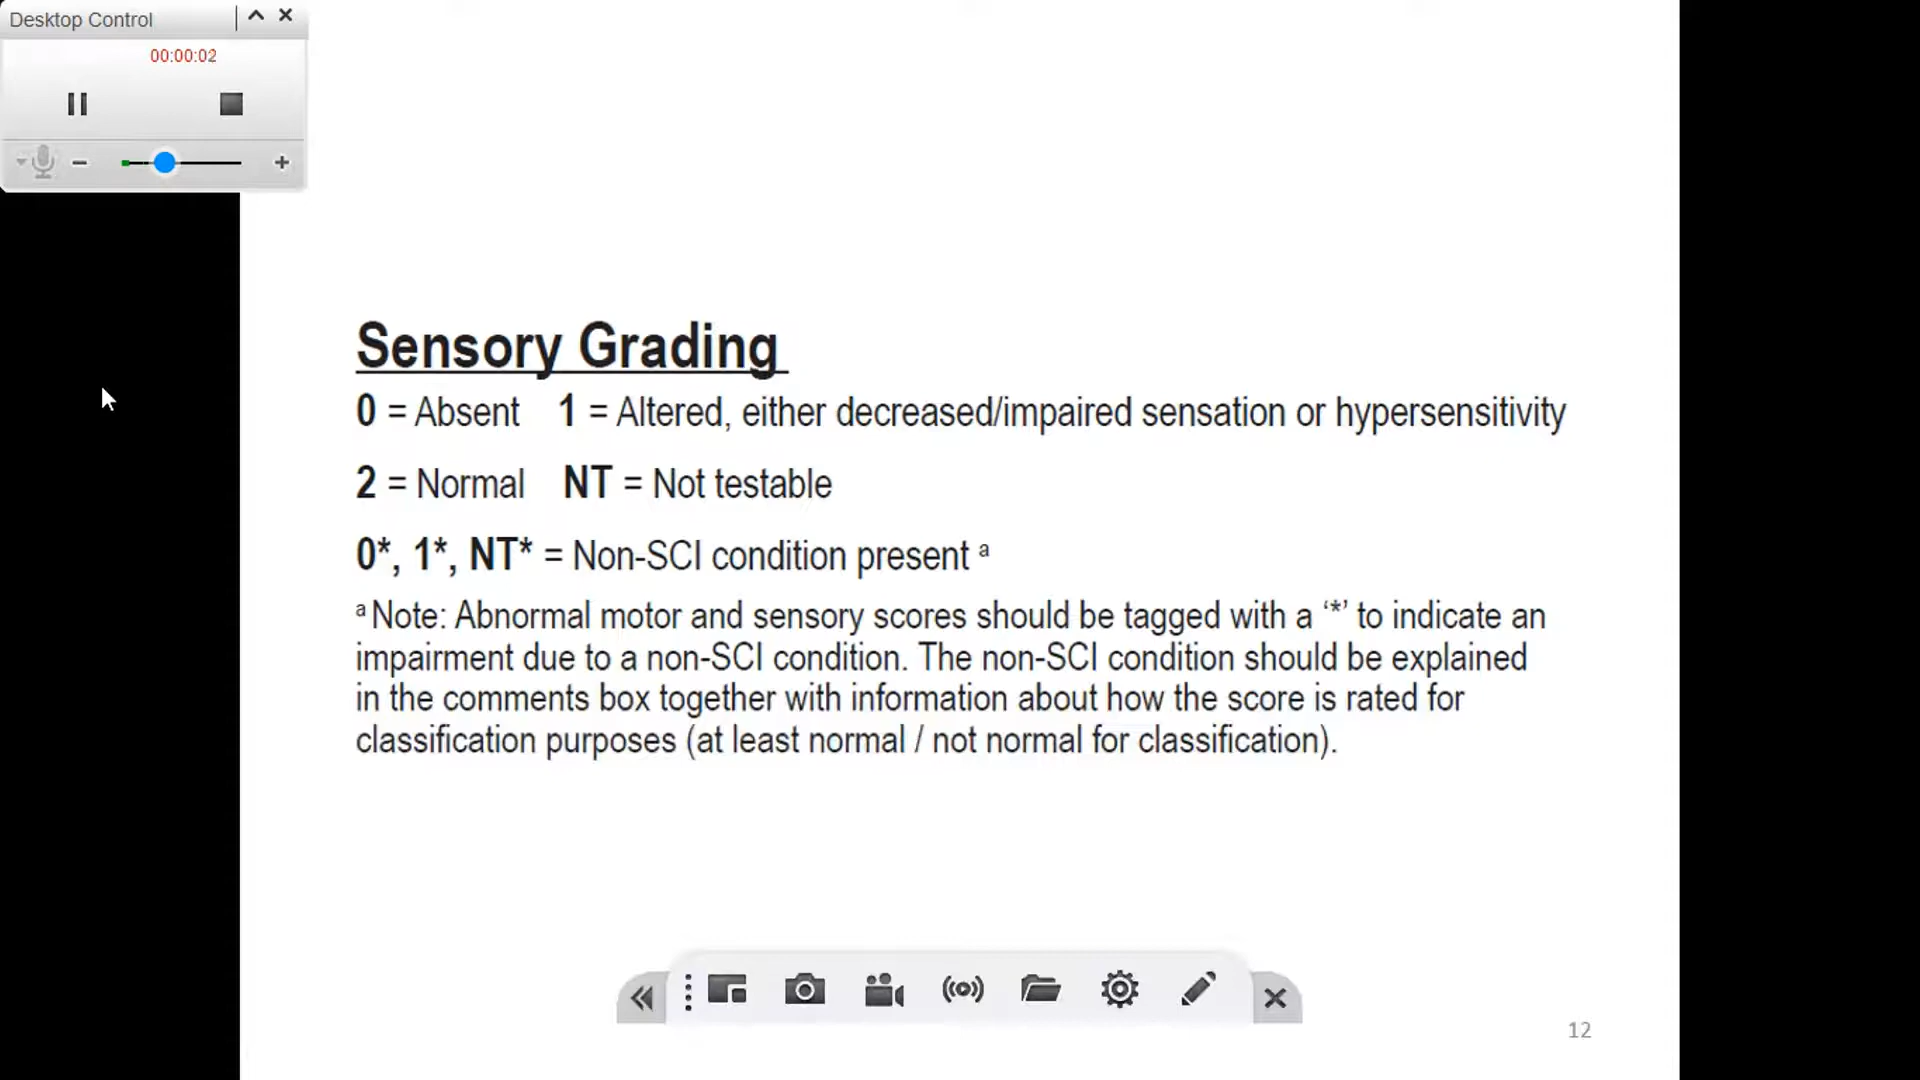 Desktop Control
00:00:02
Sensory Grading
0 = Absent 1 = Altered, either decreased/impaired sensation or hypersensitivity
2 = Normal NT = Not testable
0*, 1*, NT* = Non-SCI condition present a
a Note: Abnormal motor and sensory scores should be tagged with a ‘*’ to indicate an
impairment due to a non-SCI condition. The non-SCI condition should be explained
in the comments box together with information about how the score is rated for
classification purposes (at least normal / not normal for classification).
12